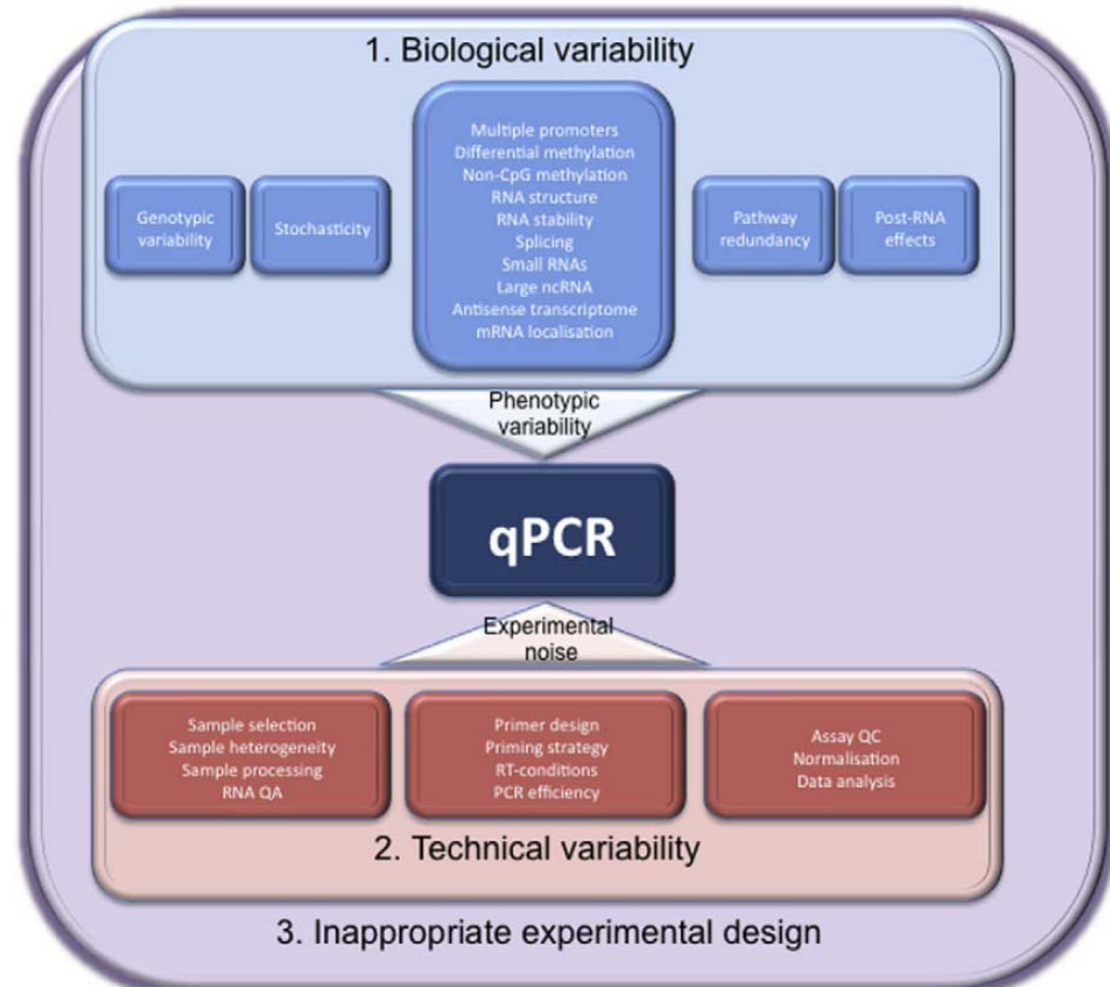 1. Biological variability
Genotypic
variability
Stochasticity
Multiple promoters
Differential methylation
Non-CpG methylation
RNA structure
RNA stability
Splicing
Small RNAs
Large ncRNA
Antisense transcriptome
mRNA localisation
Pathway
redundancy
Post-RNA
effects
Phenotypic
variability
qPCR
Experimental
noise
Sample selection
Sample heterogeneity
Sample processing
RNA QA
Primer design
Priming strategy
RT-conditions
PCR efficiency
Assay QC
Normalisation
Data analysis
2. Technical variability
3. Inappropriate experimental design